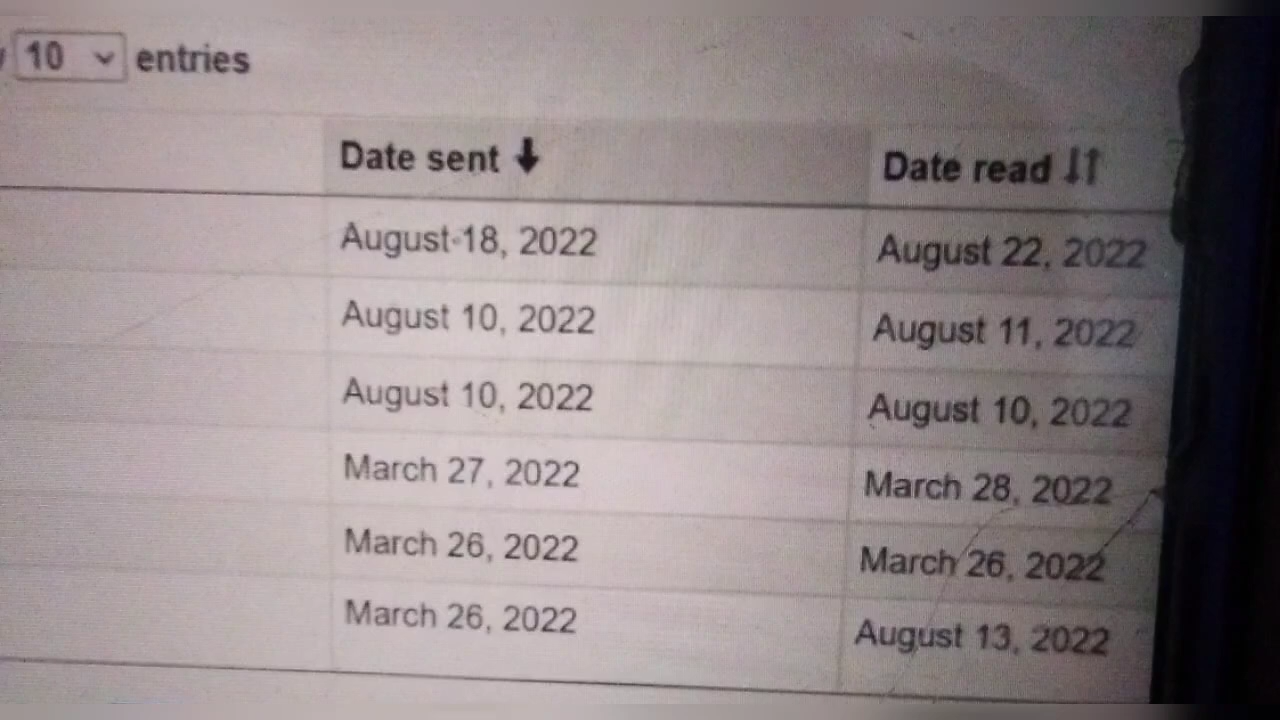 10 entries
Date sent Date read
August 18, 2022 August 22, 2022
August 10, 2022 August 11, 2022
August 10, 2022 August 10, 2022
March 27, 2022 March 28, 2022
March 26, 2022 March 26, 2022
March 26, 2022 August 13, 2022